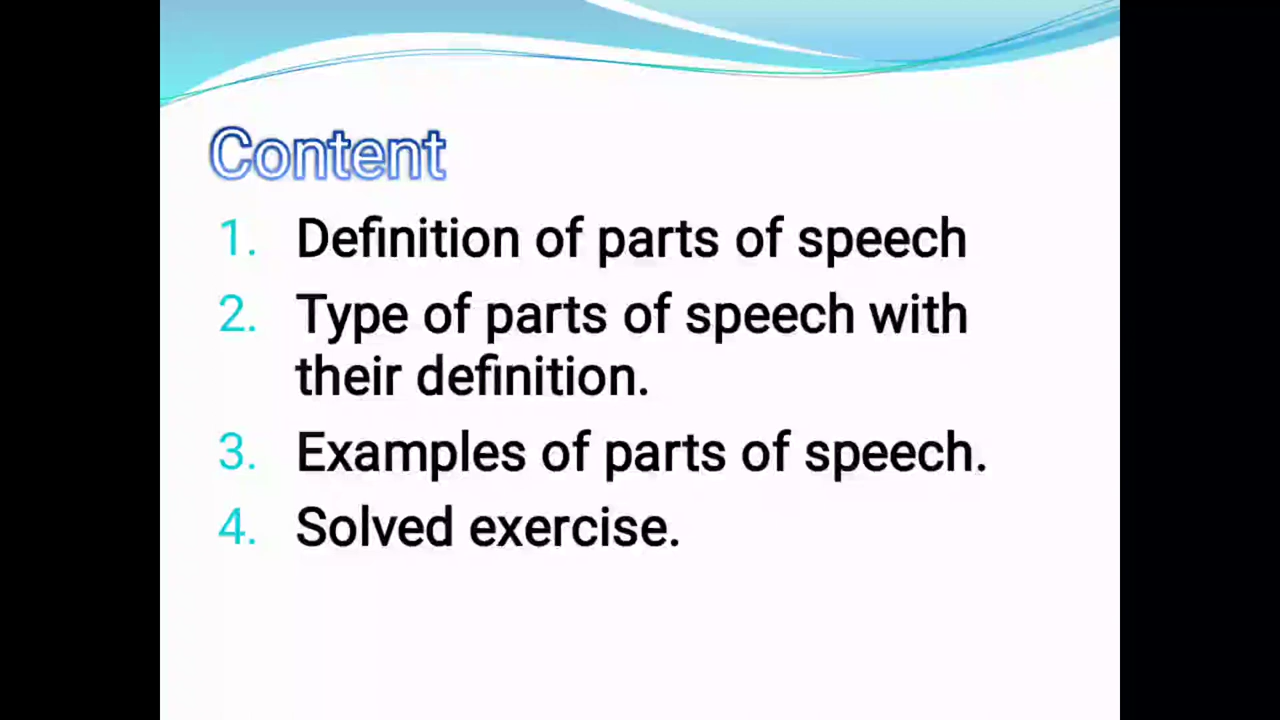 Content
1. Definition of parts of speech
2. Type of parts of speech with
their definition.
3. Examples of parts of speech.
4. Solved exercise.